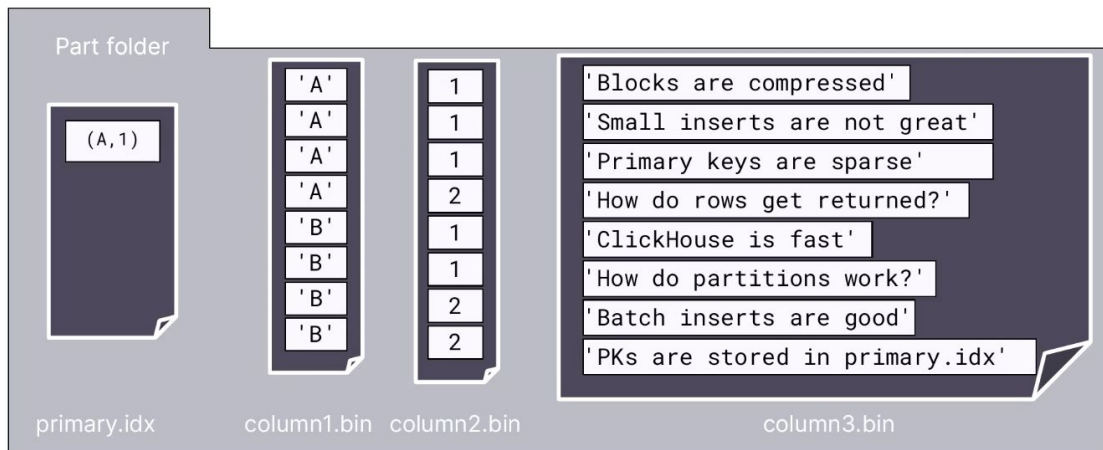 Part folder
(A,1)
primary.idx
'A'
'A'
'A'
'A'
'B'
'B'
'B'
'B'
column1.bin
1
1
1
2
1
1
2
2
column2.bin
'Blocks are compressed'
'Small inserts are not great'
'Primary keys are sparse'
'How do rows get returned?'
'ClickHouse is fast'
'How do partitions work?'
'Batch inserts are good'
'PKs are stored in primary.idx'
column3.bin